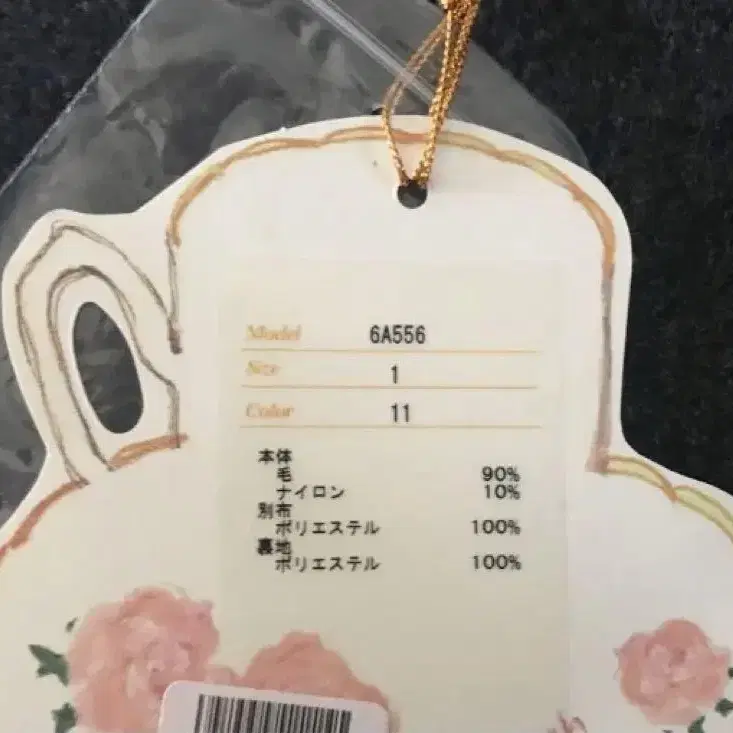 Model 6A556
Size 1
Color 11
本体
毛 90%
ナイロン 10%
別布
ポリエステル 100%
裏地
ポリエステル 100%